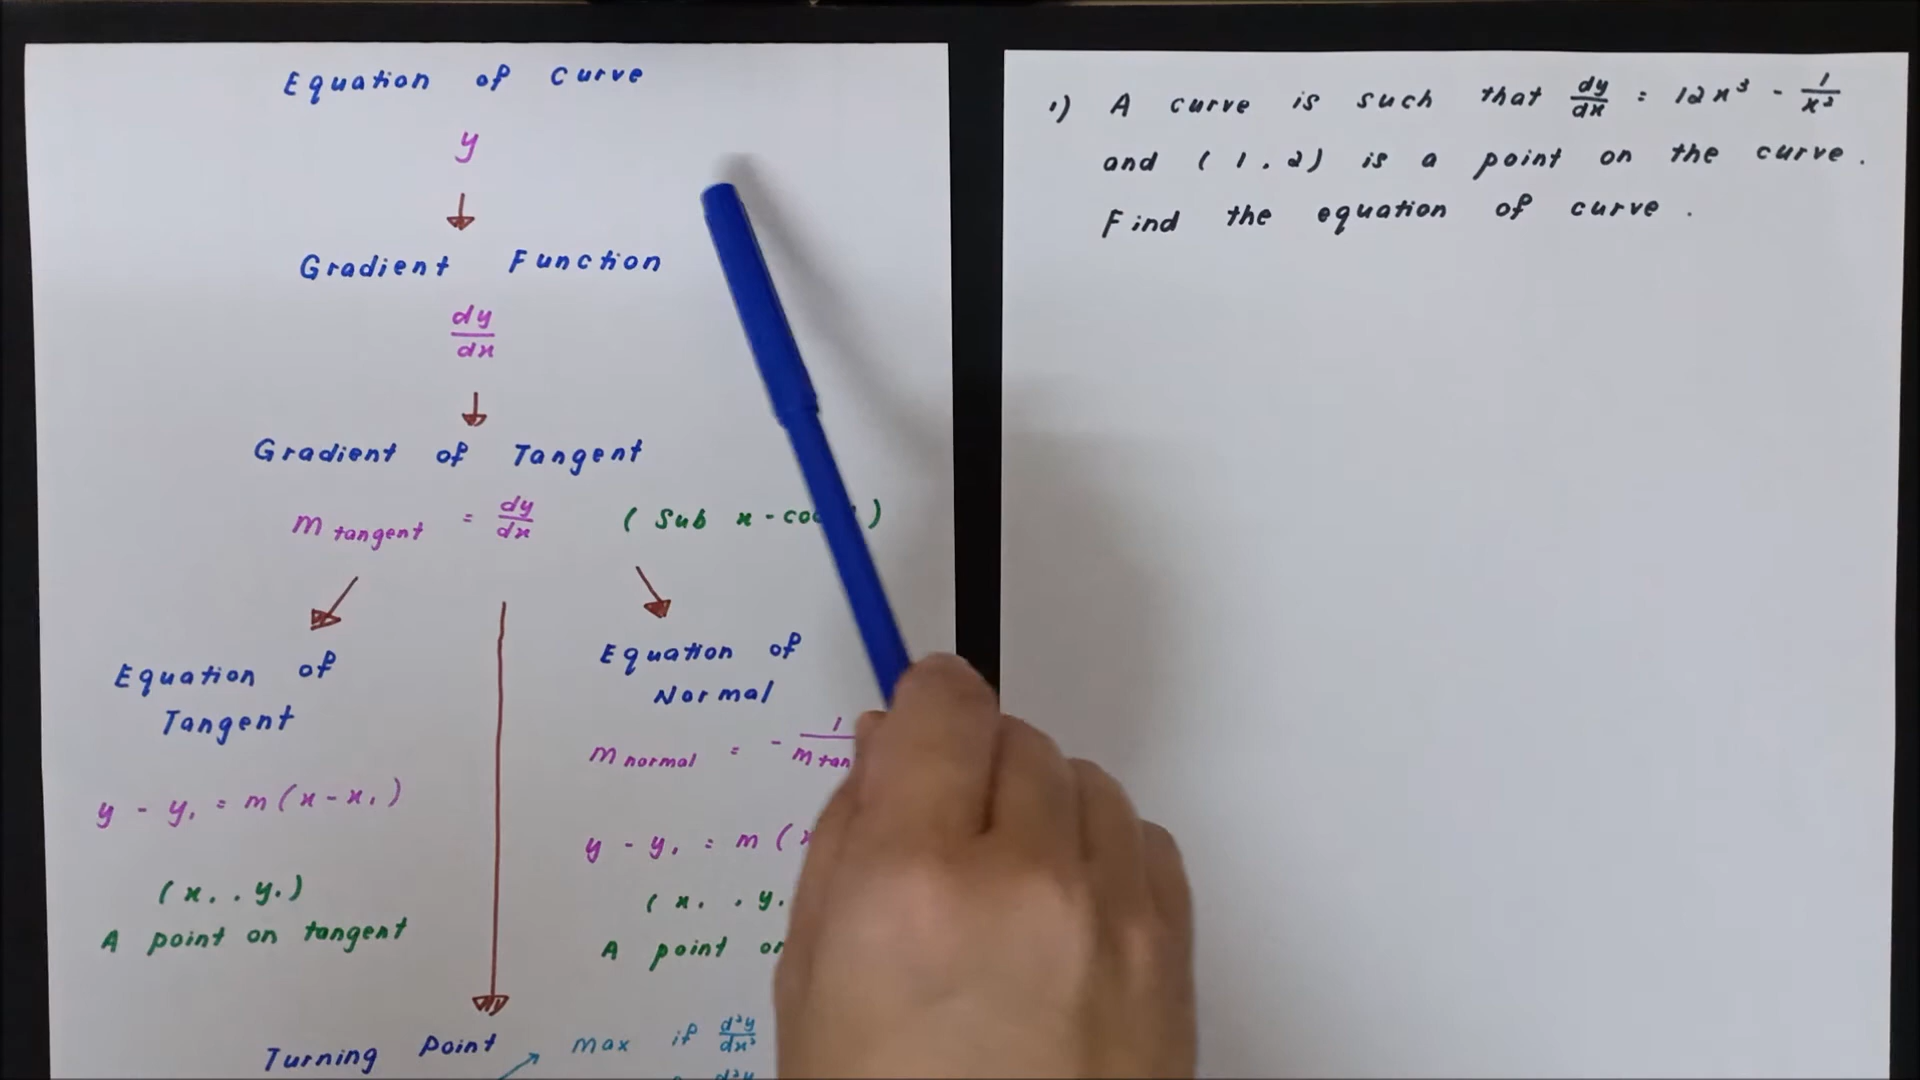 Equation of curve
y
Gradient Function
dy/dx
Gradient of Tangent
m tangent = dy/dx (Sub x-
Equation of Tangent
y - y₁ = m(x - x₁)
(x₁, y₁)
A point on tangent
Equation of Normal
m normal = - 1/m tan
y - y₁ = m(x
(x₁, y₁
A point
Turning Point
max if d²y/dx²
d²y
1) A curve is such that dy/dx = 12x³ - 1/x²
and (1, 2) is a point on the curve.
Find the equation of curve.